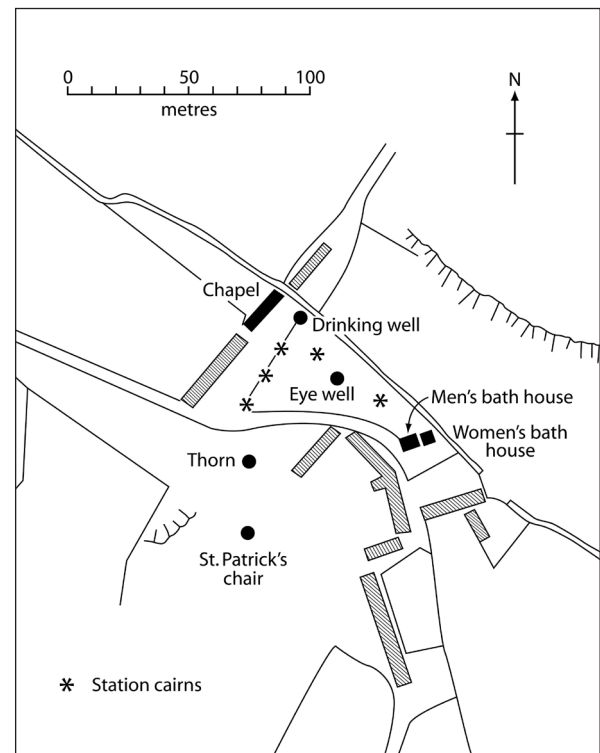 0 50 100
metres
N
Chapel
Drinking well
Eye well
Men's bath house
Women's bath
house
Thorn
St. Patrick's
chair
Station cairns